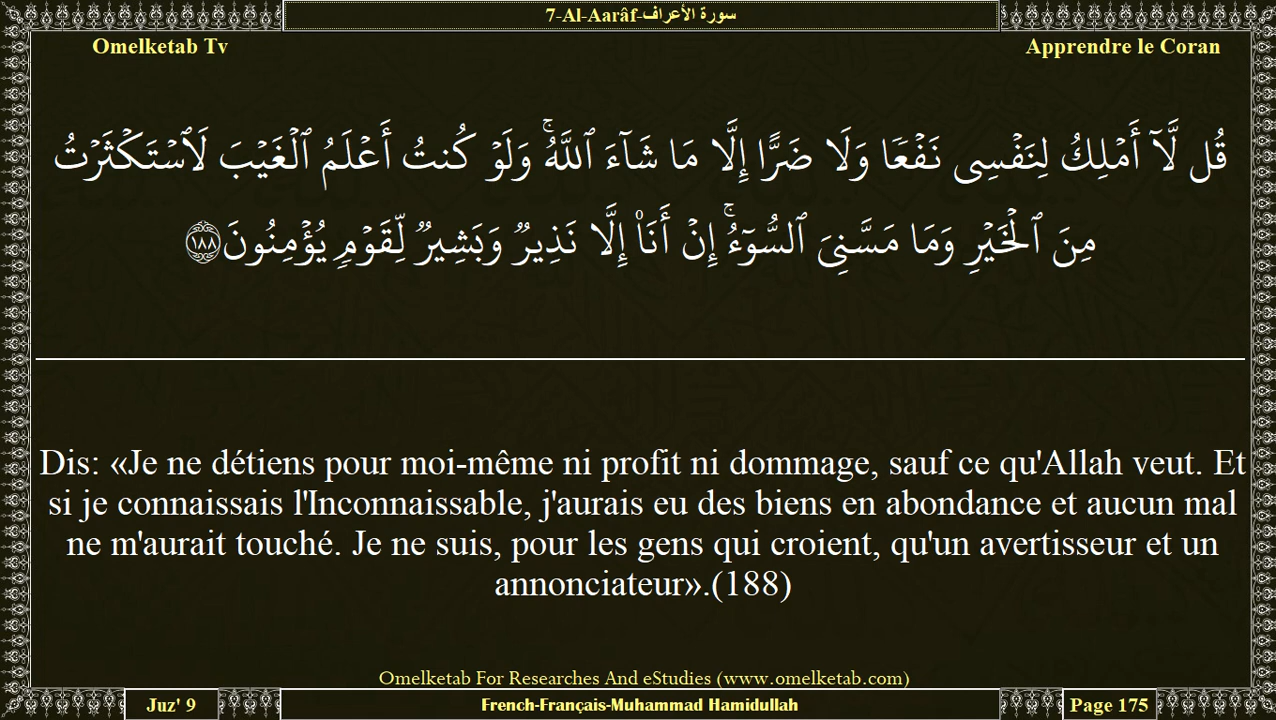 7-Al-Aarâf-سورة الأعراف
Omelketab Tv
Apprendre le Coran
قُل لَّآ أَمْلِكُ لِنَفْسِى نَفْعًا وَلَا ضَرًّا إِلَّا مَا شَآءَ ٱللَّهُ ۚ وَلَوْ كُنتُ أَعْلَمُ ٱلْغَيْبَ لَٱسْتَكْثَرْتُ
مِنَ ٱلْخَيْرِ وَمَا مَسَّنِىَ ٱلسُّوٓءُ ۚ إِنْ أَنَا۠ إِلَّا نَذِيرٌ وَبَشِيرٌ لِّقَوْمٍ يُؤْمِنُونَ ١٨٨
Dis: «Je ne détiens pour moi-même ni profit ni dommage, sauf ce qu'Allah veut. Et
si je connaissais l'Inconnaissable, j'aurais eu des biens en abondance et aucun mal
ne m'aurait touché. Je ne suis, pour les gens qui croient, qu'un avertisseur et un
annonciateur».(188)
Omelketab For Researches And eStudies (www.omelketab.com)
Juz' 9
French-Français-Muhammad Hamidullah
Page 175